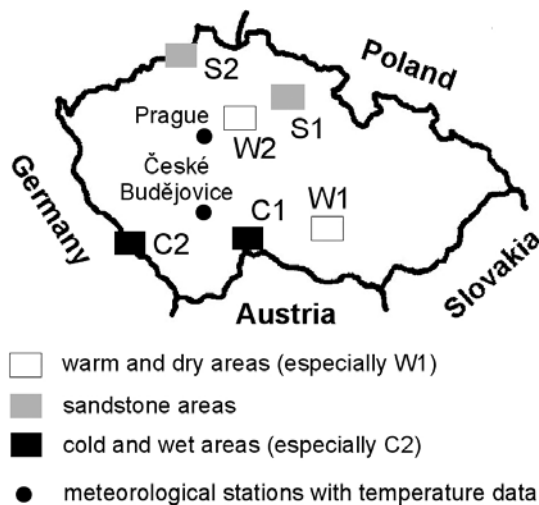 Poland
S2
Prague
S1
W2
České
Budějovice
W1
C1
Germany
C2
Slovakia
Austria
warm and dry areas (especially W1)
sandstone areas
cold and wet areas (especially C2)
meteorological stations with temperature data